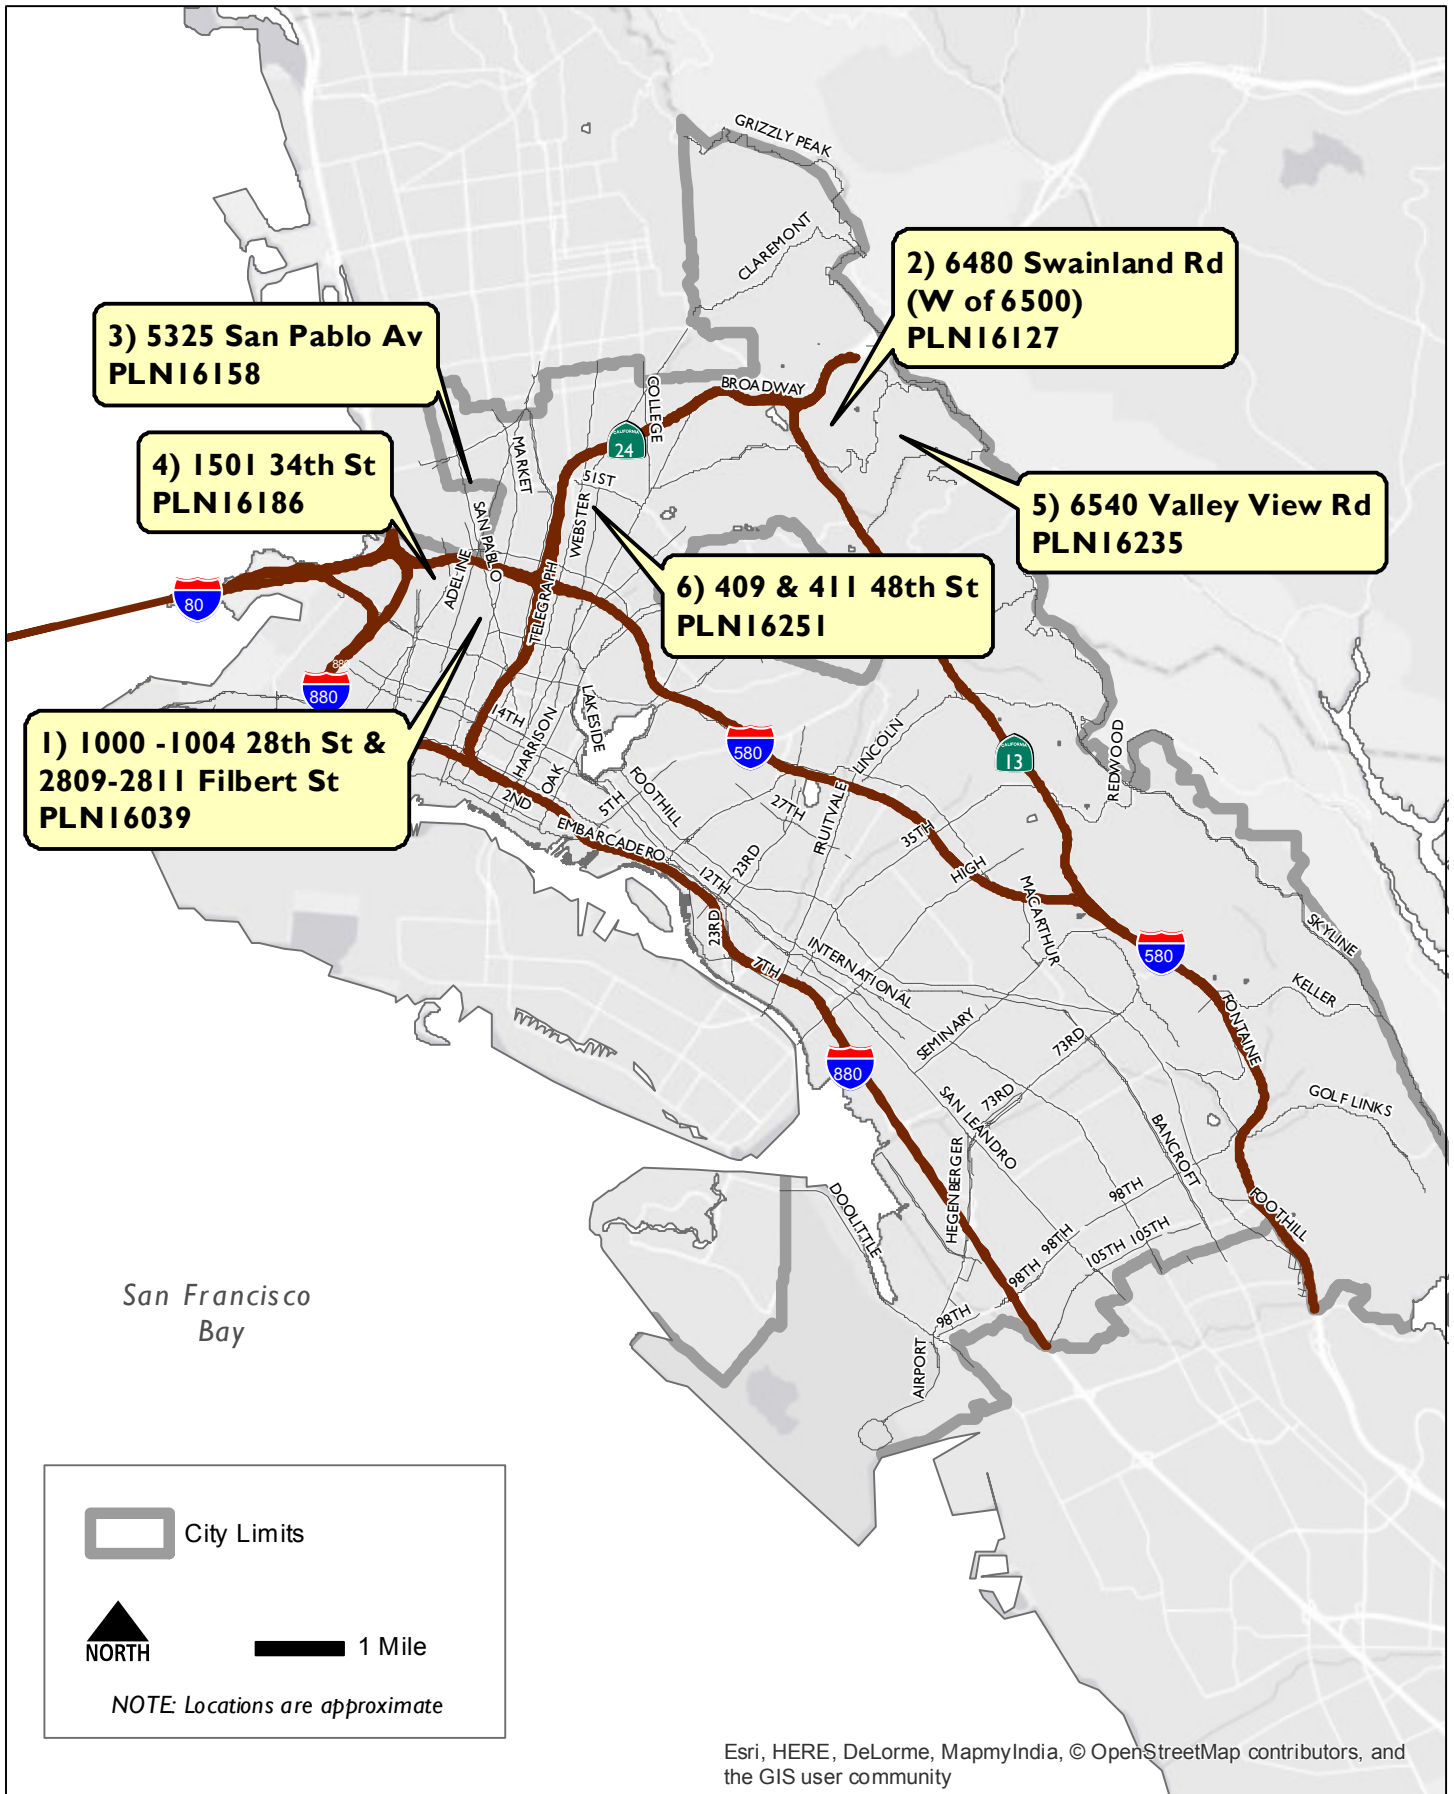 GRIZZLY PEAK
CLAREMONT
2) 6480 Swainland Rd
(W of 6500)
PLN16127
3) 5325 San Pablo Av
PLN16158
BROADWAY
COLLEGE
CALIFORNIA
24
MARKET
51ST
4) 1501 34th St
PLN16186
WEBSTER
SAN PABLO
5) 6540 Valley View Rd
PLN16235
ADELINE
TELEGRAPH
6) 409 & 411 48th St
PLN16251
80
880
880
1) 1000 -1004 28th St &
2809-2811 Filbert St
PLN16039
14TH
HARRISON
LAKESIDE
OAK
2ND
5TH
FOOTHILL
EMBARCADERO
580
LINCOLN
CALIFORNIA
13
REDWOOD
27TH
FRUITVALE
35TH
HIGH
23RD
12TH
23RD
7TH
MACARTHUR
INTERNATIONAL
580
SKYLINE
KELLER
FONTAINE
SEMINARY
73RD
880
73RD
SAN LEANDRO
GOLF LINKS
BANCROFT
HEGENBERGER
DOOLITTLE
98TH
FOOTHILL
98TH
105TH
105TH
98TH
98TH
AIRPORT
San Francisco
Bay
City Limits
NORTH
1 Mile
NOTE: Locations are approximate
Esri, HERE, DeLorme, MapmyIndia, © OpenStreetMap contributors, and
the GIS user community